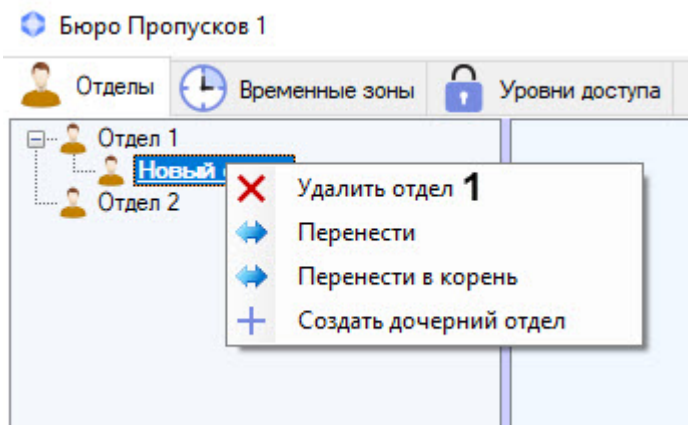 Бюро Пропусков 1
Отделы Временные зоны Уровни доступа
Отдел 1
Новый
Отдел 2
Удалить отдел 1
Перенести
Перенести в корень
Создать дочерний отдел